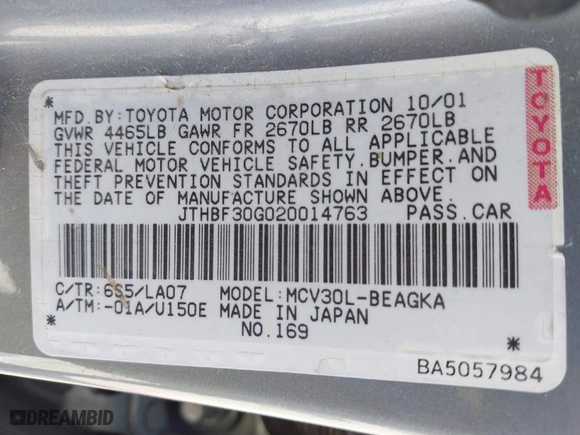 MFD.BY:TOYOTA MOTOR CORPORATION 10/01
GVWR 4465LB GAWR FR 2670LB RR 2670LB
THIS VEHICLE CONFORMS TO ALL APPLICABLE
FEDERAL MOTOR VEHICLE SAFETY,BUMPER,AND
THEFT PREVENTION STANDARDS IN EFFECT ON
THE DATE OF MANUFACTURE SHOWN ABOVE.
JTHBF30G020014763 PASS.CAR
TOYOTA
C/TR:6S5/LA07 MODEL:MCV30L-BEAGKA
A/TM:-01A/U150E MADE IN JAPAN
NO.169
BA5057984
DREAMBID